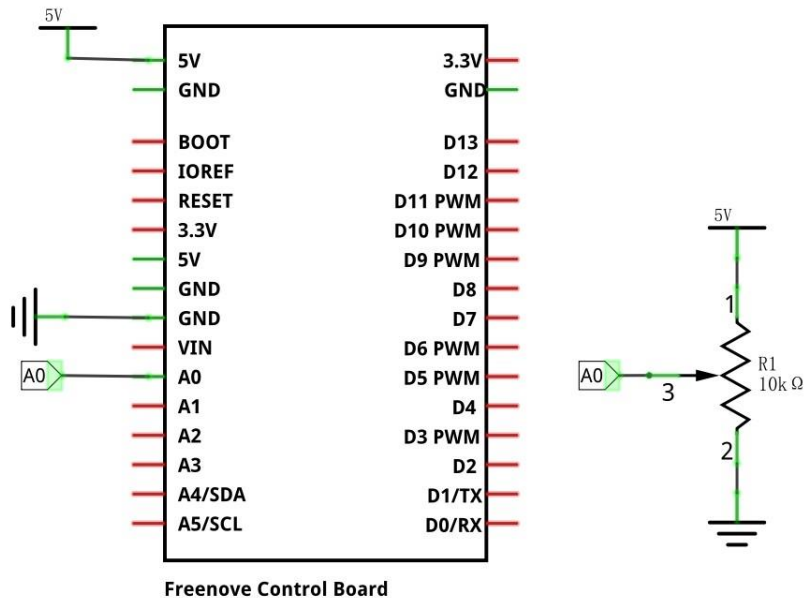 5V
5V
GND
BOOT
IOREF
RESET
3.3V
5V
GND
GND
VIN
A0
A1
A2
A3
A4/SDA
A5/SCL
A0
3.3V
GND
D13
D12
D11 PWM
D10 PWM
D9 PWM
D8
D7
D6 PWM
D5 PWM
D4
D3 PWM
D2
D1/TX
D0/RX
Freenove Control Board
5V
1
R1
10kΩ
A0
3
2